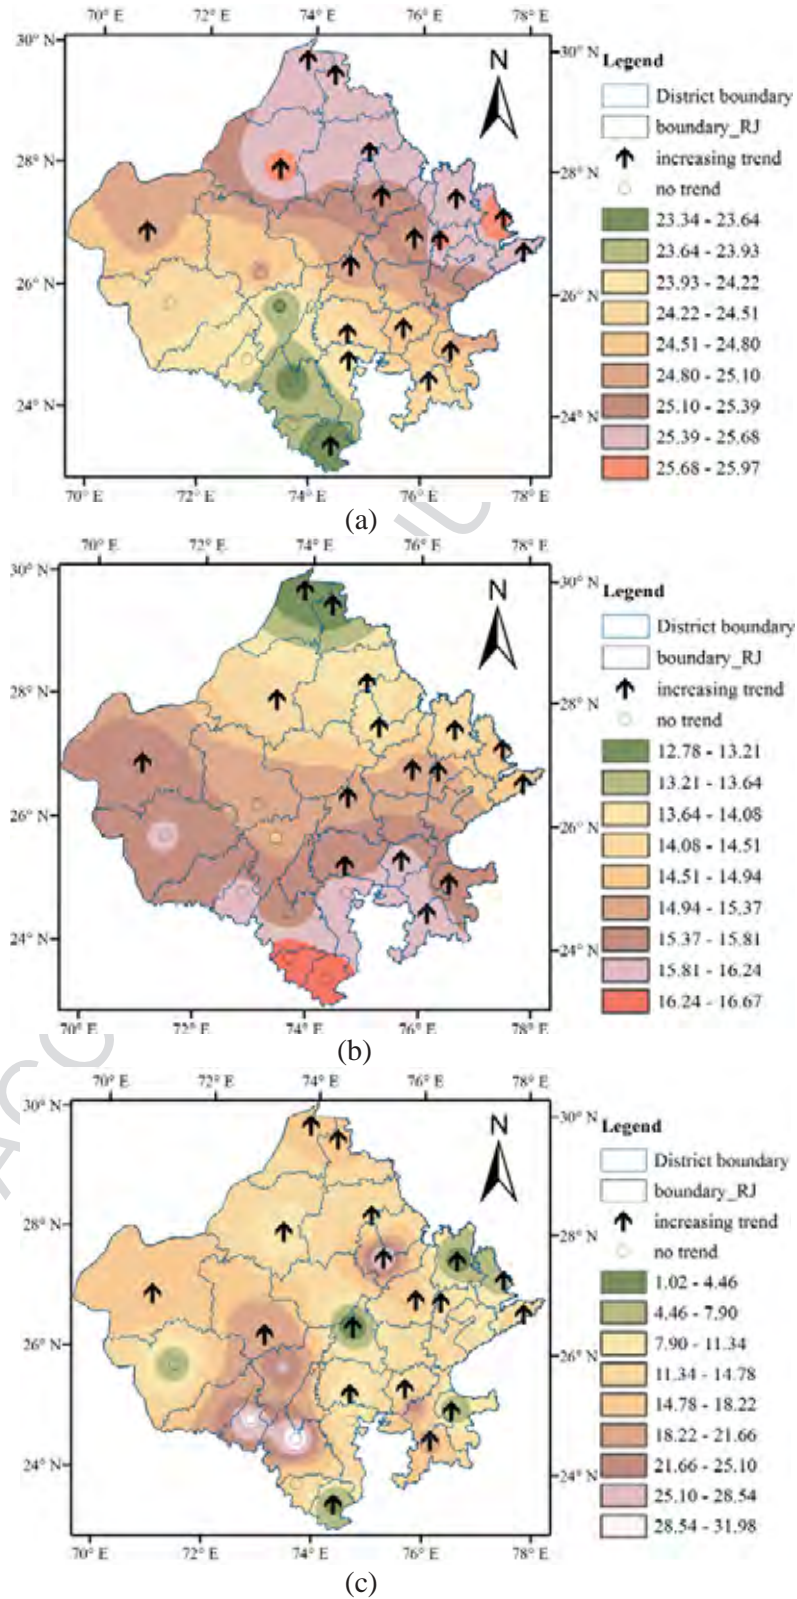 70° E 72° E 74° E 76° E 78° E
30° N
30° N
28° N
28° N
26° N
26° N
24° N
24° N
70° E 72° E 74° E 76° E 78° E
N
Legend
District boundary
boundary_RJ
increasing trend
no trend
23.34 - 23.64
23.64 - 23.93
23.93 - 24.22
24.22 - 24.51
24.51 - 24.80
24.80 - 25.10
25.10 - 25.39
25.39 - 25.68
25.68 - 25.97
(a)
70° E 72° E 74° E 76° E 78° E
30° N
30° N
28° N
28° N
26° N
26° N
24° N
24° N
70° E 72° E 74° E 76° E 78° E
N
Legend
District boundary
boundary_RJ
increasing trend
no trend
12.78 - 13.21
13.21 - 13.64
13.64 - 14.08
14.08 - 14.51
14.51 - 14.94
14.94 - 15.37
15.37 - 15.81
15.81 - 16.24
16.24 - 16.67
(b)
70° E 72° E 74° E 76° E 78° E
30° N
30° N
28° N
28° N
26° N
26° N
24° N
24° N
70° E 72° E 74° E 76° E 78° E
N
Legend
District boundary
boundary_RJ
increasing trend
no trend
1.02 - 4.46
4.46 - 7.90
7.90 - 11.34
11.34 - 14.78
14.78 - 18.22
18.22 - 21.66
21.66 - 25.10
25.10 - 28.54
28.54 - 31.98
(c)